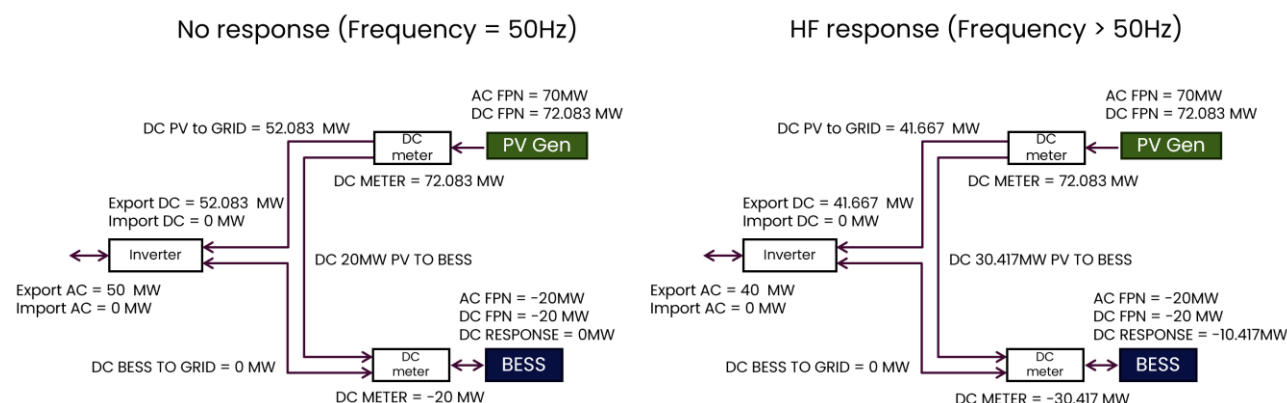 No response (Frequency = 50Hz)
AC FPN = 70MW
DC FPN = 72.083 MW
DC PV to GRID = 52.083 MW
DC
meter
PV Gen
DC METER = 72.083 MW
Export DC = 52.083 MW
Import DC = 0 MW
Inverter
DC 20MW PV TO BESS
Export AC = 50 MW
Import AC = 0 MW
AC FPN = -20MW
DC FPN = -20 MW
DC RESPONSE = 0MW
DC BESS TO GRID = 0 MW
DC
meter
BESS
DC METER = -20 MW
HF response (Frequency > 50Hz)
AC FPN = 70MW
DC FPN = 72.083 MW
DC PV to GRID = 41.667 MW
DC
meter
PV Gen
DC METER = 72.083 MW
Export DC = 41.667 MW
Import DC = 0 MW
Inverter
DC 30.417MW PV TO BESS
Export AC = 40 MW
Import AC = 0 MW
AC FPN = -20MW
DC FPN = -20 MW
DC RESPONSE = -10.417MW
DC BESS TO GRID = 0 MW
DC
meter
BESS
DC METER = -30.417 MW